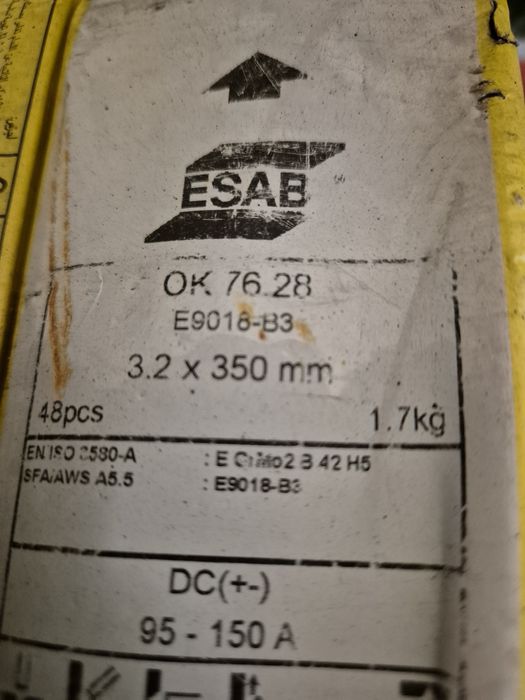 ESAB
OK 76.28
E9018-B3
3.2 x 350 mm
48pcs 1.7kg
EN ISO 3580-A : E CrMo2 B 42 H5
SFA/AWS A5.5 : E9018-B3
DC(+-)
95 - 150 A